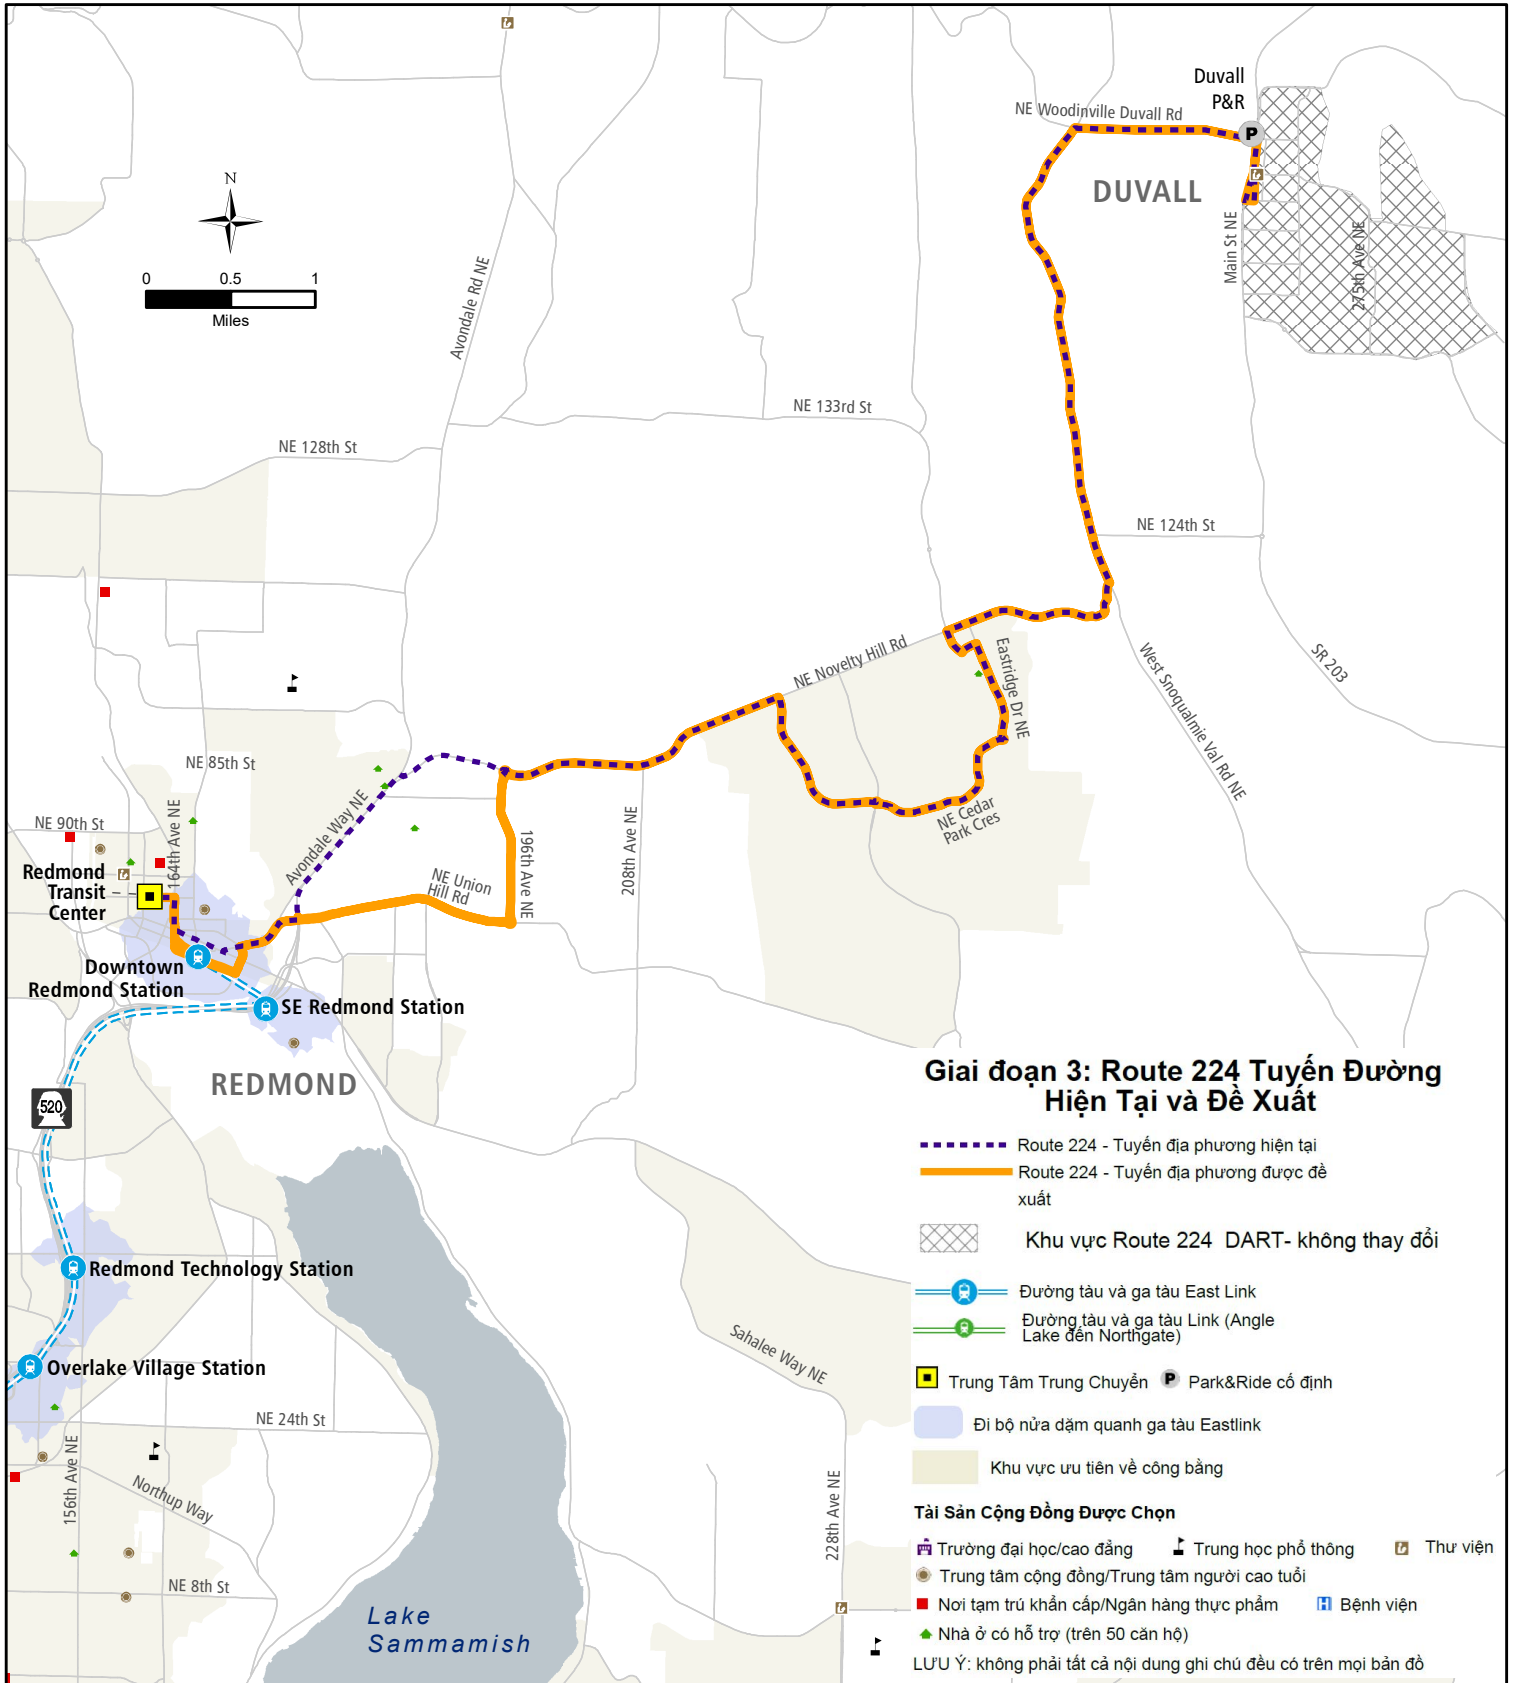 Duvall
P&R
NE Woodinville Duvall Rd
DUVALL
N
Main St NE
275th Ave NE
0 0.5 1
Miles
Avondale Rd NE
NE 133rd St
NE 128th St
NE 124th St
NE Novelty Hill Rd
Eastridge Dr NE
West Snoqualmie Val Rd NE
SR 203
NE 85th St
NE 90th St
164th Ave NE
Avondale Way NE
196th Ave NE
208th Ave NE
NE Cedar
Park Cres
NE Union
Hill Rd
Redmond
Transit
Center
Downtown
Redmond Station
SE Redmond Station
REDMOND
520
Redmond Technology Station
Overlake Village Station
NE 24th St
156th Ave NE
Northup Way
NE 8th St
Lake
Sammamish
Sahalee Way NE
228th Ave NE
Giai đoạn 3: Route 224 Tuyến Đường
Hiện Tại và Đề Xuất
Route 224 - Tuyến địa phương hiện tại
Route 224 - Tuyến địa phương được đề
xuất
Khu vực Route 224 DART- không thay đổi
Đường tàu và ga tàu East Link
Đường tàu và ga tàu Link (Angle
Lake đến Northgate)
Trung Tâm Trung Chuyển P Park&Ride cố định
Đi bộ nửa dặm quanh ga tàu Eastlink
Khu vực ưu tiên về công bằng
Tài Sản Cộng Đồng Được Chọn
Trường đại học/cao đẳng Trung học phổ thông Thư viện
Trung tâm cộng đồng/Trung tâm người cao tuổi
Nơi tạm trú khẩn cấp/Ngân hàng thực phẩm H Bệnh viện
Nhà ở có hỗ trợ (trên 50 căn hộ)
LƯU Ý: không phải tất cả nội dung ghi chú đều có trên mọi bản đồ